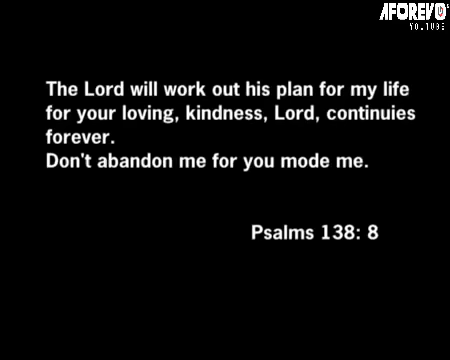 AFOREVO
YOUTUBE
The Lord will work out his plan for my life
for your loving, kindness, Lord, continuies
forever.
Don't abandon me for you mode me.
Psalms 138: 8